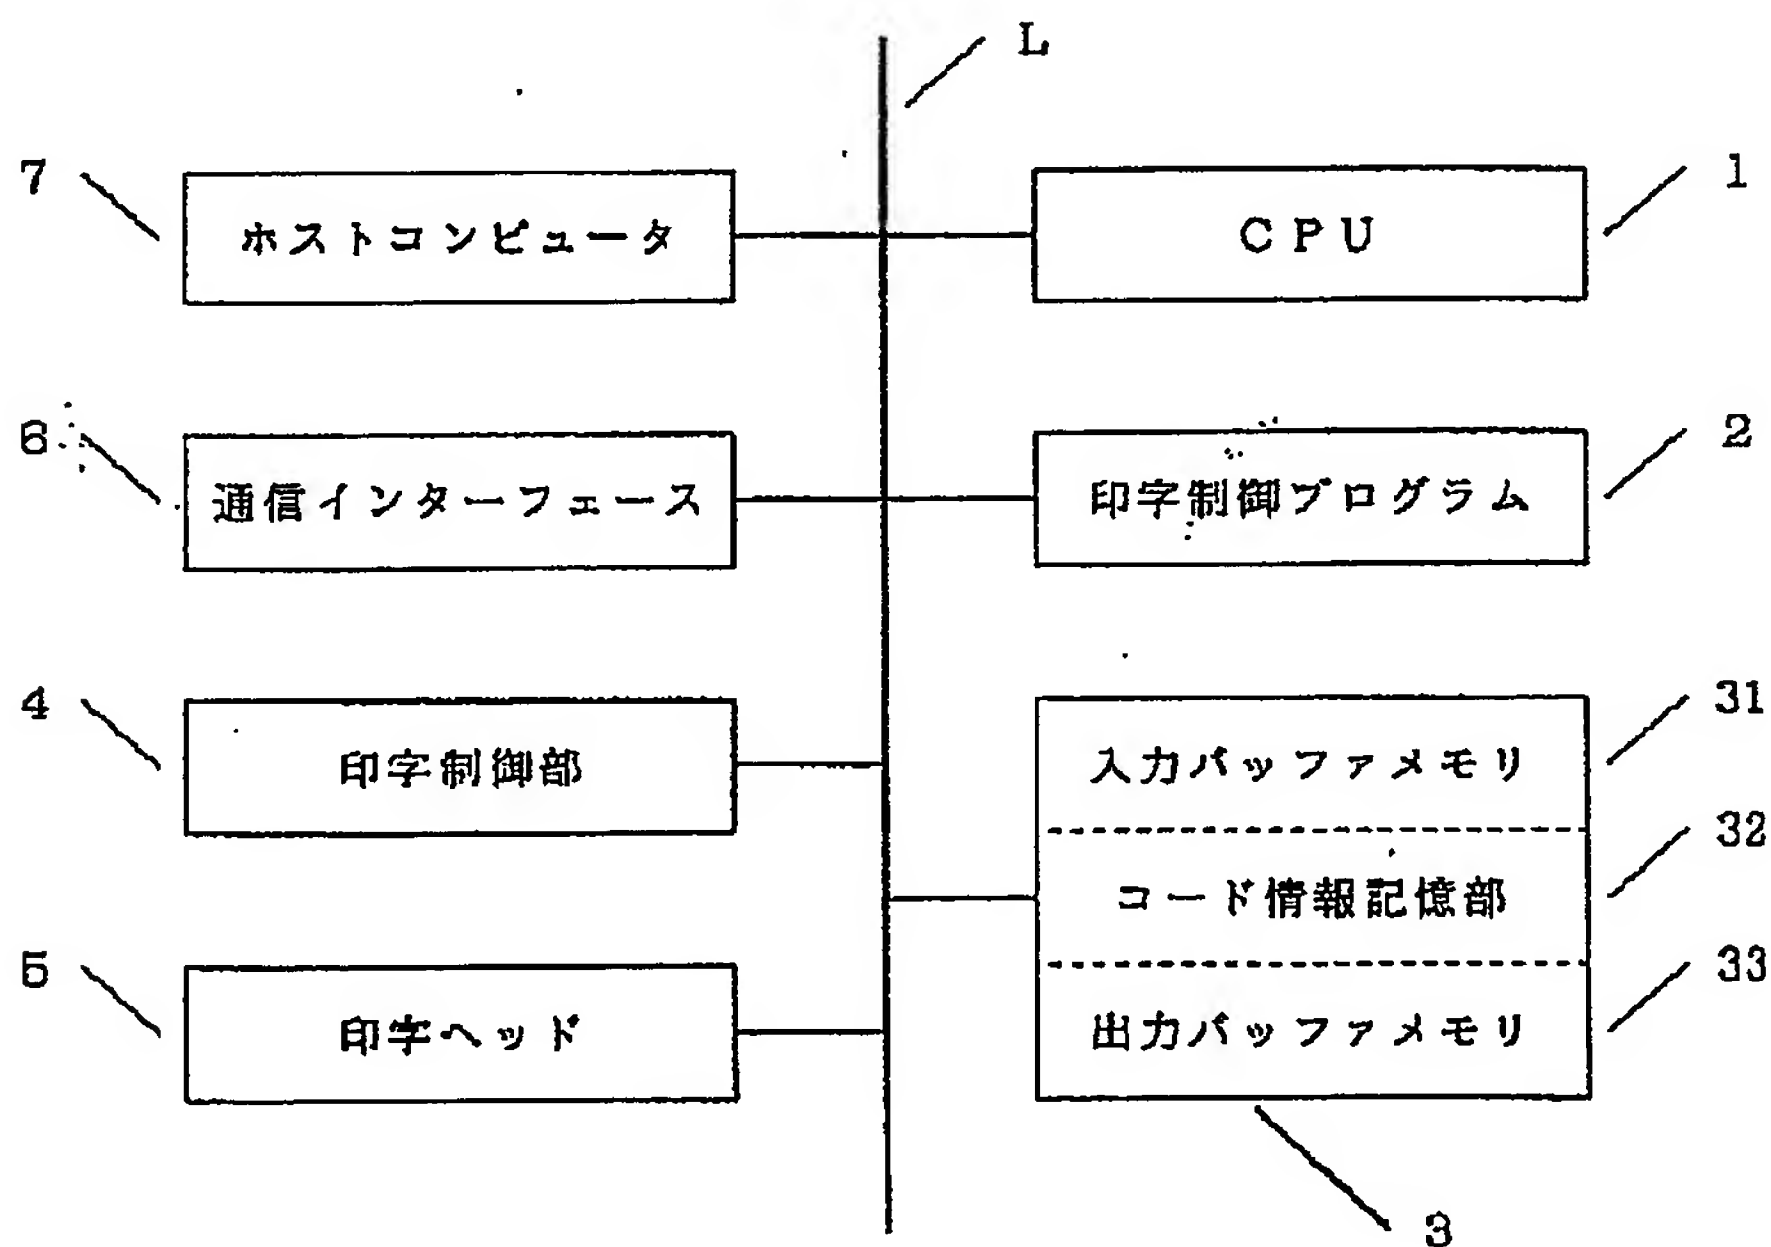 L
7
ホストコンピュータ
CPU
1
6
通信インターフェース
印字制御プログラム
2
4
印字制御部
入力バッファメモリ
31
コード情報記憶部
32
5
印字ヘッド
出力バッファメモリ
33
3